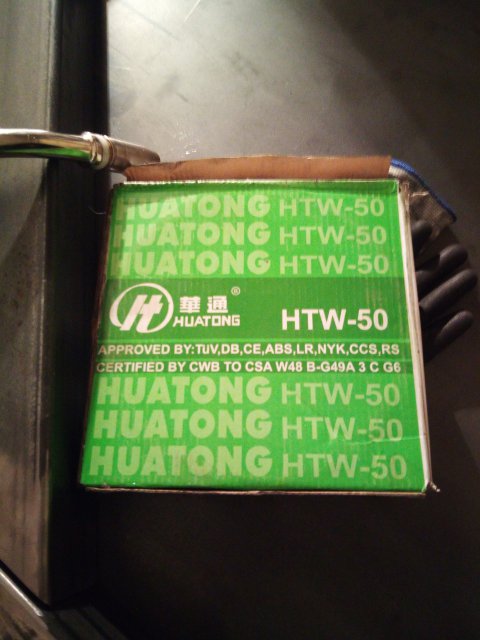 HUATONG HTW-50
HUATONG HTW-50
HUATONG HTW-50
華通®
HUATONG
HTW-50
APPROVED BY:TüV,DB,CE,ABS,LR,NYK,CCS,RS
CERTIFIED BY CWB TO CSA W48 B-G49A 3 C G6
HUATONG HTW-50
HUATONG HTW-50
HUATONG HTW-50